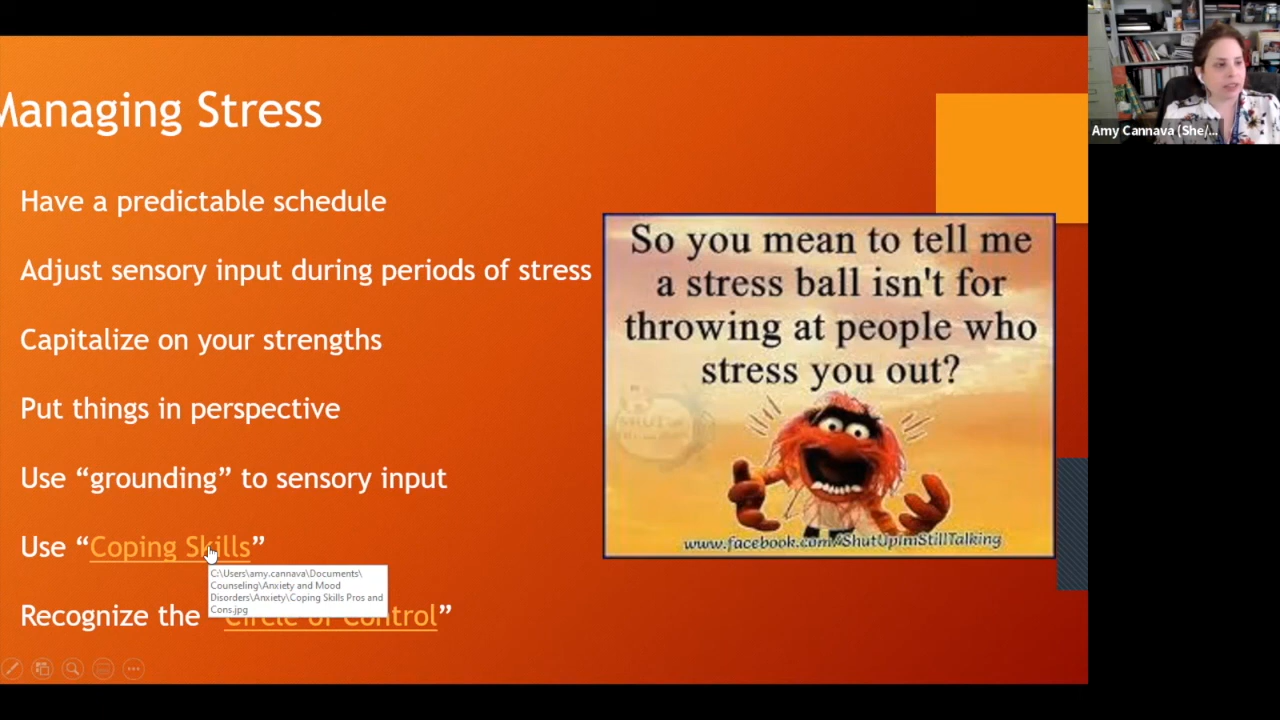 Managing Stress
Have a predictable schedule
Adjust sensory input during periods of stress
Capitalize on your strengths
Put things in perspective
Use “grounding” to sensory input
Use “Coping Skills”
C:\Users\amy.cannava\Documents\
Counseling\Anxiety and Mood
Disorders\Anxiety\Coping Skills Pros and
Cons.jpg
Recognize the “Circle of Control”
So you mean to tell me
a stress ball isn't for
throwing at people who
stress you out?
www.facebook.com/ShutUpImStillTalking
Amy Cannava (She/...